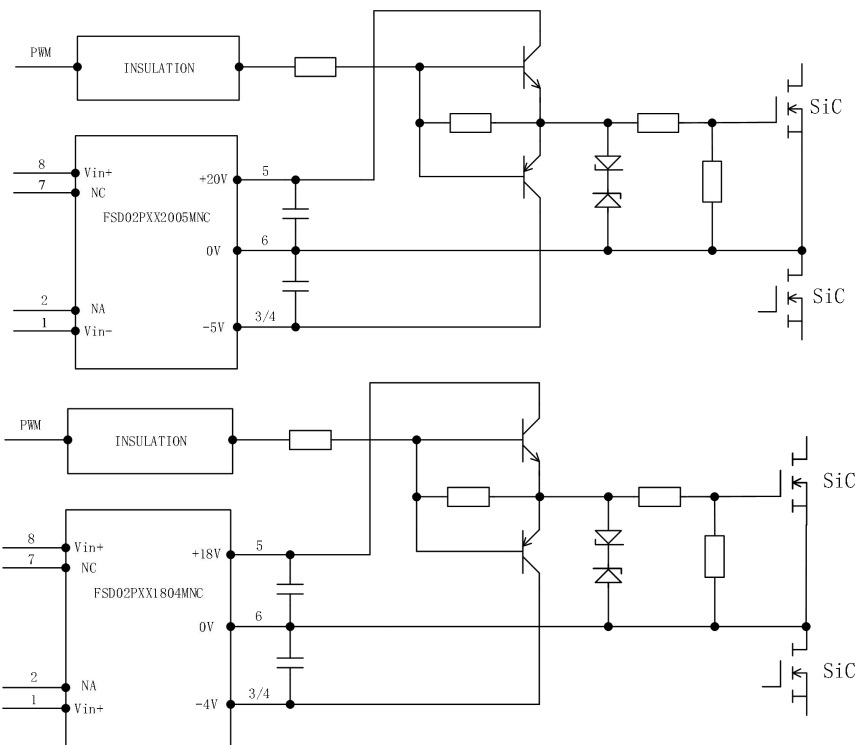 PWM
INSULATION
SiC
8
Vin+
+20V
5
7
NC
FSD02PXX2005MNC
0V
6
SiC
2
NA
1
Vin-
-5V
3/4
PWM
INSULATION
SiC
8
Vin+
+18V
5
7
NC
FSD02PXX1804MNC
0V
6
SiC
2
NA
1
Vin+
-4V
3/4